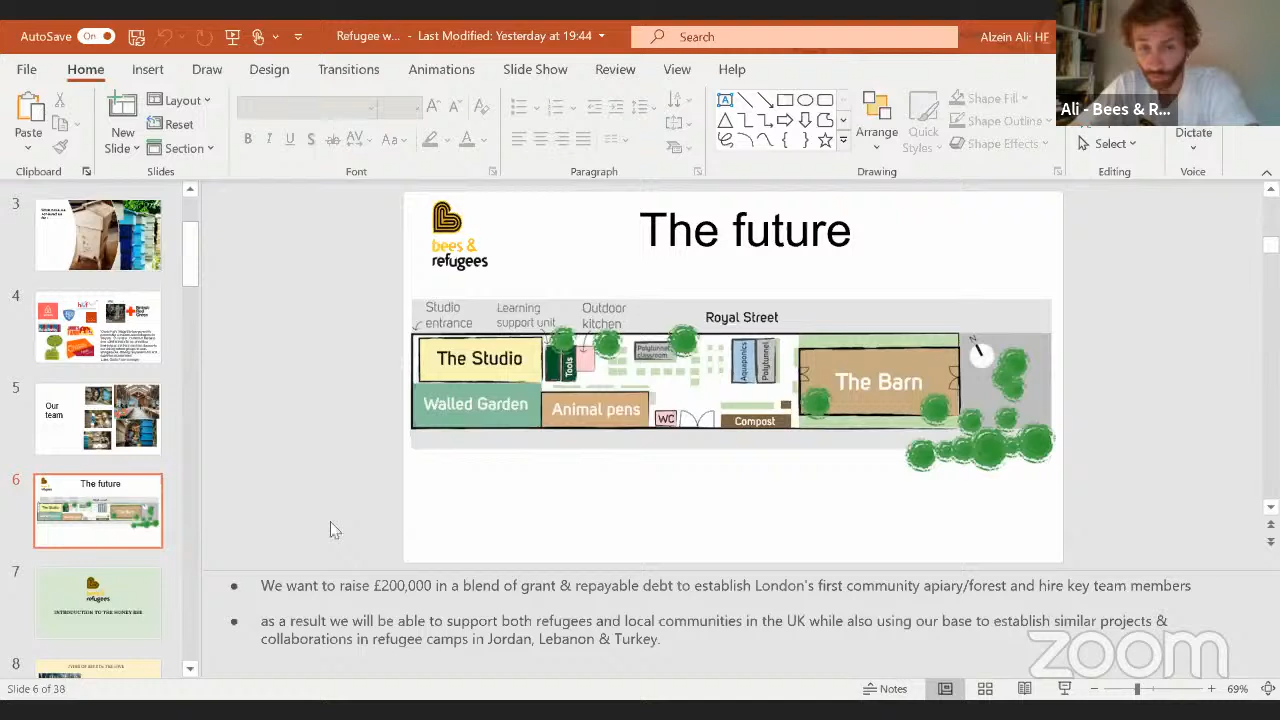 AutoSave
On
Refugee w... - Last Modified: Yesterday at 19:44
Search
Alzein Ali: HF
File Home Insert Draw Design Slide Show Transitions Animations Review View Help
Ali - Bees & R...
Paste
New
Slide
Layout
Reset
Section
B I U S ab AV Aa A
Arrange
Quick
Styles
Shape Fill
Shape Outline
Shape Effects
Select
Dictate
Clipboard
Slides
Font
Paragraph
Drawing
Editing
Voice
3
4
5
Our
team
6
The future
7
INTRODUCTION TO THE HONEY BEE
8
bees &
refugees
The future
Studio
entrance
Learning
support unit
Outdoor
kitchen
Royal Street
The Studio
Tools
Polytunnel
classroom
Aquaponics
Polytunnel
The Barn
N
Walled Garden
Animal pens
WC
Compost
We want to raise £200,000 in a blend of grant & repayable debt to establish London's first community apiary/forest and hire key team members
as a result we will be able to support both refugees and local communities in the UK while also using our base to establish similar projects &
collaborations in refugee camps in Jordan, Lebanon & Turkey.
zoom
Slide 6 of 38
Notes
69%